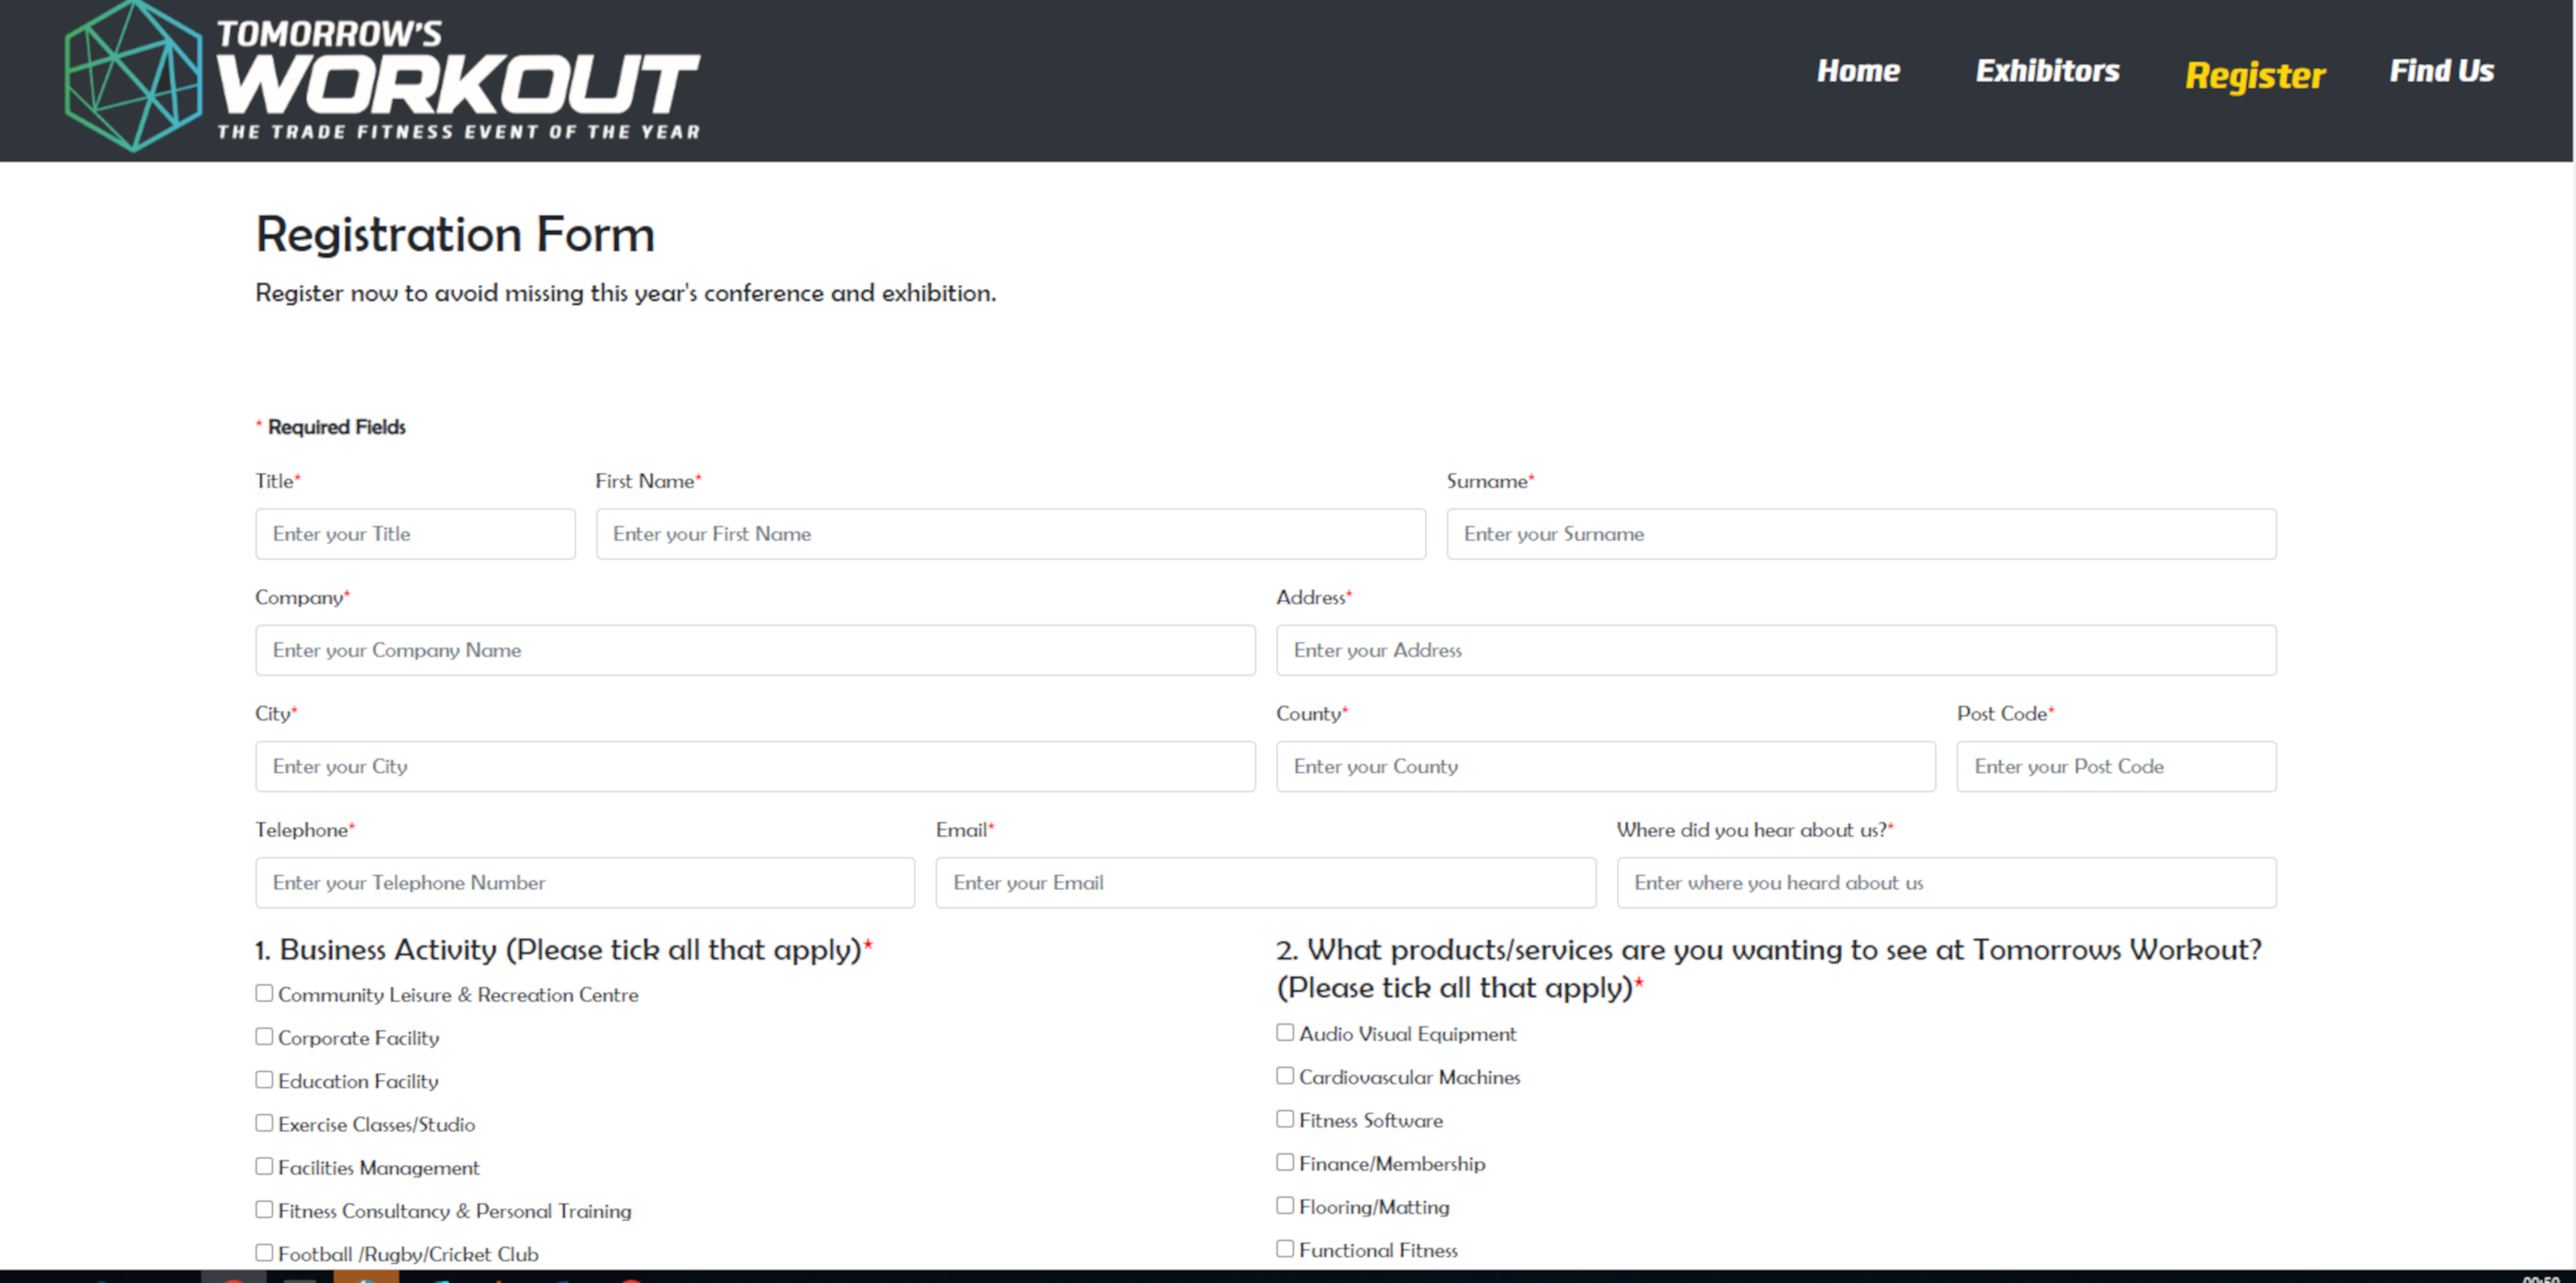 TOMORROW'S
WORKOUT
THE TRADE FITNESS EVENT OF THE YEAR
Home Exhibitors Register Find Us
Registration Form
Register now to avoid missing this year's conference and exhibition.
* Required Fields
Title* First Name* Surname*
Enter your Title Enter your First Name Enter your Surname
Company* Address*
Enter your Company Name Enter your Address
City* County* Post Code*
Enter your City Enter your County Enter your Post Code
Telephone* Email* Where did you hear about us?*
Enter your Telephone Number Enter your Email Enter where you heard about us
1. Business Activity (Please tick all that apply)*
Community Leisure & Recreation Centre
Corporate Facility
Education Facility
Exercise Classes/Studio
Facilities Management
Fitness Consultancy & Personal Training
Football /Rugby/Cricket Club
2. What products/services are you wanting to see at Tomorrows Workout?
(Please tick all that apply)*
Audio Visual Equipment
Cardiovascular Machines
Fitness Software
Finance/Membership
Flooring/Matting
Functional Fitness